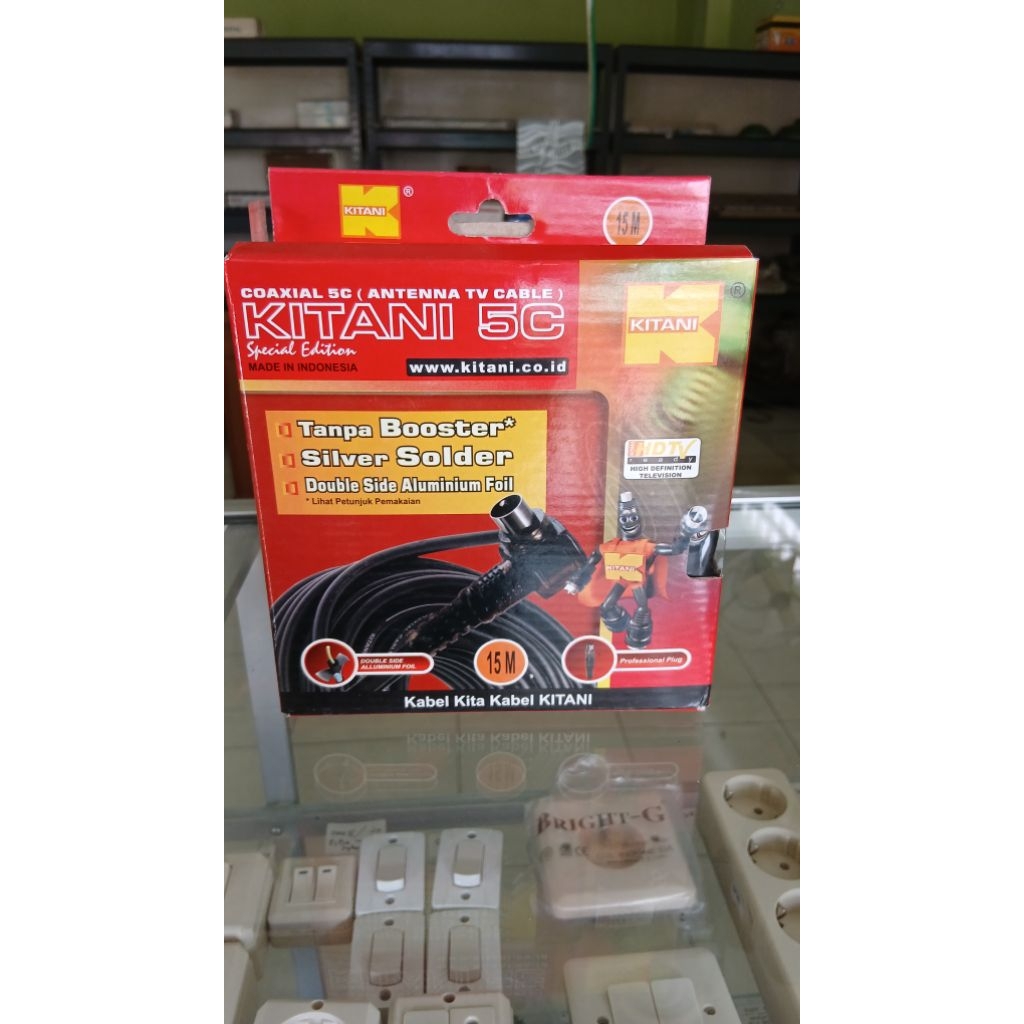 KITANI
®
15 M
COAXIAL 5C ( ANTENNA TV CABLE )
KITANI 5C
Special Edition
MADE IN INDONESIA
www.kitani.co.id
KITANI
®
Tanpa Booster*
Silver Solder
Double Side Aluminium Foil
* Lihat Petunjuk Pemakaian
HDTV
ready
HIGH DEFINITION
TELEVISION
KITANI
DOUBLE SIDE
ALLUMINIUM FOIL
15 M
Professional Plug
Kabel Kita Kabel KITANI
BRIGHT-G